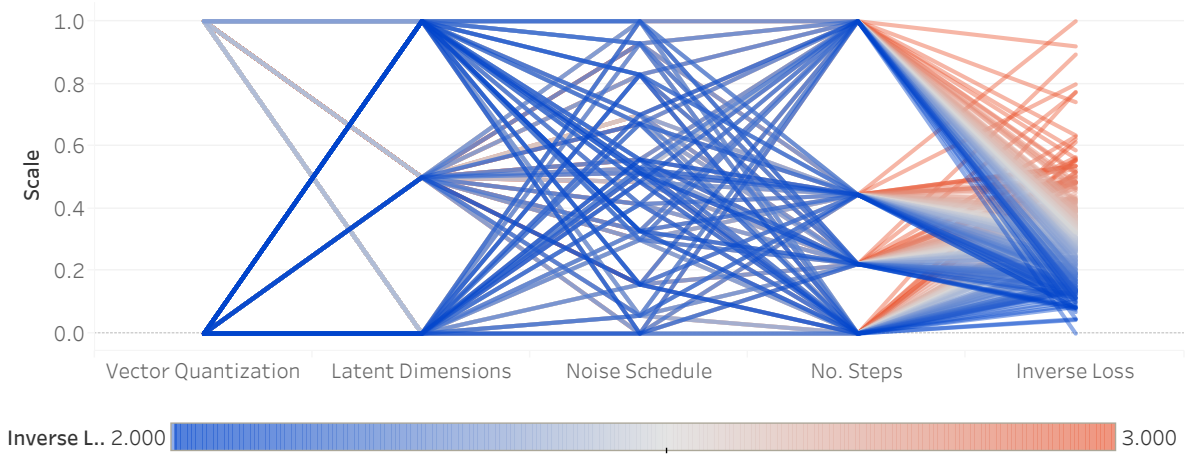 1.0
0.8
0.6
0.4
0.2
0.0
Scale
Vector Quantization Latent Dimensions Noise Schedule No. Steps Inverse Loss
Inverse L.. 2.000 3.000